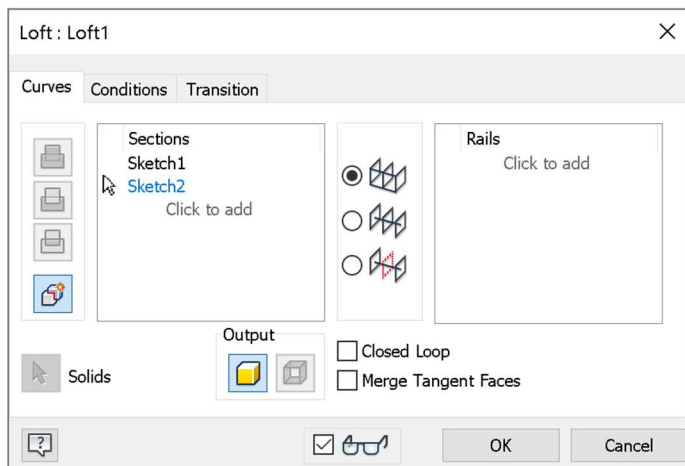 Loft : Loft1
Curves
Conditions
Transition
Sections
Sketch1
Sketch2
Click to add
Rails
Click to add
Output
Solids
Closed Loop
Merge Tangent Faces
?
OK
Cancel